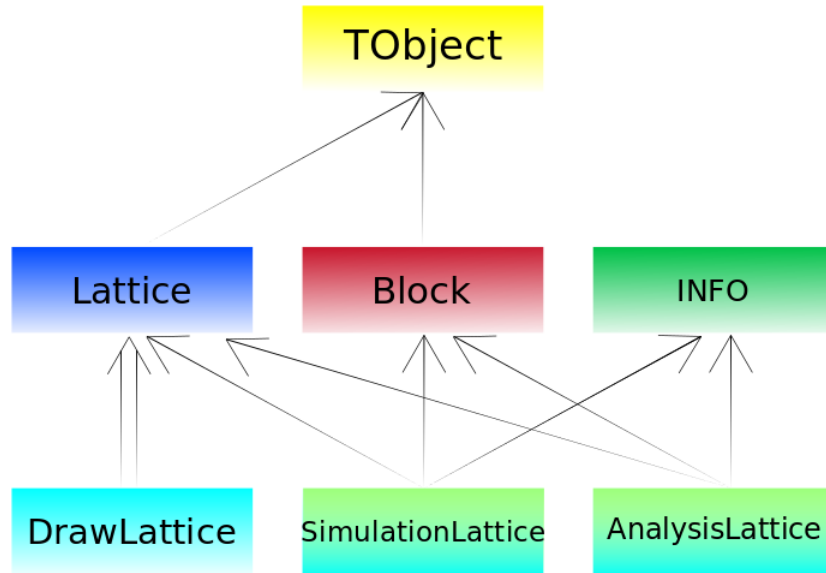 TObject
Lattice
Block
INFO
DrawLattice
SimulationLattice
AnalysisLattice